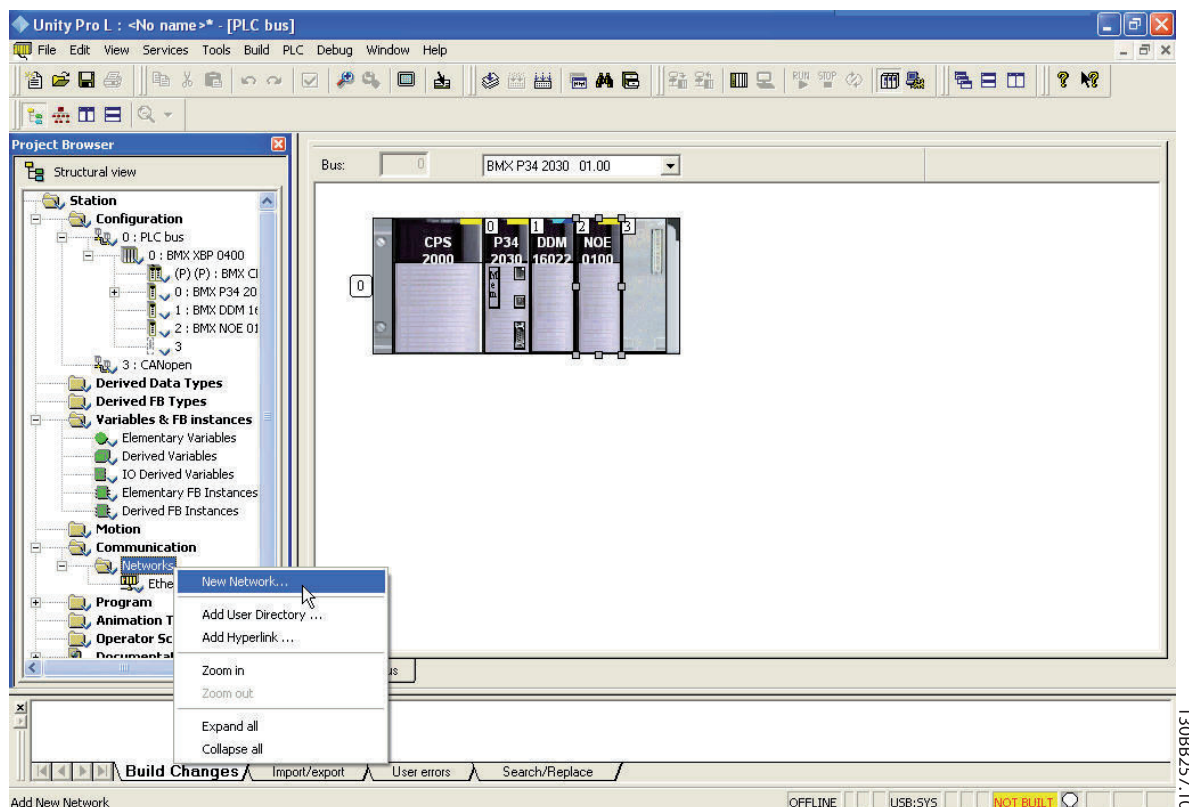 Unity Pro L : <No name>* - [PLC bus]
File Edit View Services Tools Build PLC Debug Window Help
RUN STOP
Project Browser
Structural view
Station
Configuration
0 : PLC bus
0 : BMX XBP 0400
(P) (P) : BMX
0 : BMX P34 20
1 : BMX DDM
2 : BMX NOE
3
3 : CANopen
Derived Data Types
Derived FB Types
Variables & FB instances
Elementary Variables
Derived Variables
IO Derived Variables
Elementary FB Instances
Derived FB Instances
Motion
Communication
Networks
Ethe
Program
Animation T
Operator Sc
Bus: 0 BMX P34 2030 01.00
0 1 2 3
CPS P34 DDM NOE
2000 2030 16022 0100
Mem
0
New Network...
Add User Directory ...
Add Hyperlink ...
Zoom in
Zoom out
Expand all
Collapse all
Build Changes Import/export User errors Search/Replace
Add New Network OFFLINE USB:SYS NOT BUILT